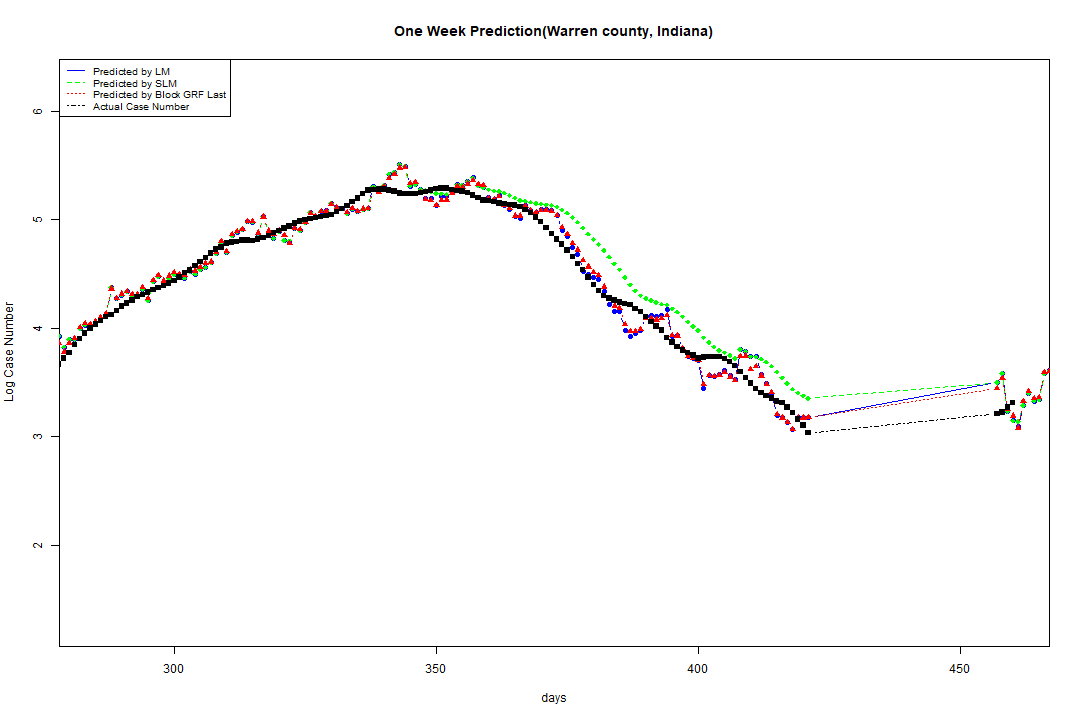 One Week Prediction(Warren county, Indiana)
Predicted by LM
Predicted by SLM
Predicted by Block GRF Last
Actual Case Number
6
5
4
3
2
Log Case Number
300 350 400 450
days